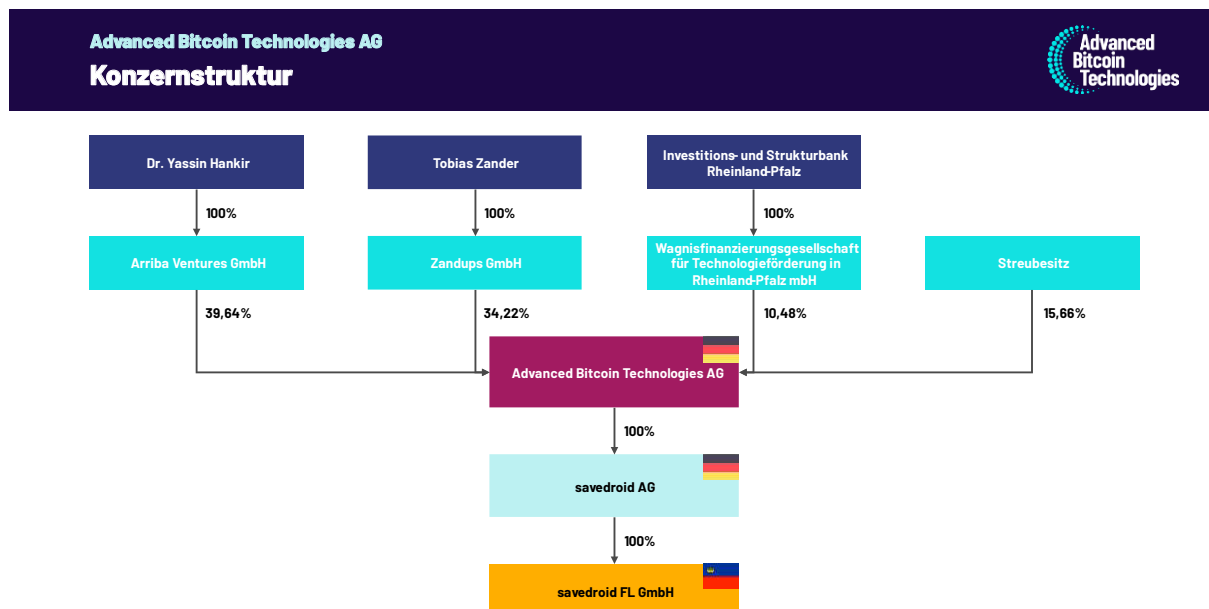 Advanced Bitcoin Technologies AG
Konzernstruktur
Advanced
Bitcoin
Technologies
Dr. Yassin Hankir
Tobias Zander
Investitions- und Strukturbank
Rheinland-Pfalz
100%
100%
100%
Arriba Ventures GmbH
Zandups GmbH
Wagnisfinanzierungsgesellschaft
für Technologieförderung in
Rheinland-Pfalz mbH
Streubesitz
39,64%
34,22%
10,48%
15,66%
Advanced Bitcoin Technologies AG
100%
savedroid AG
100%
savedroid FL GmbH